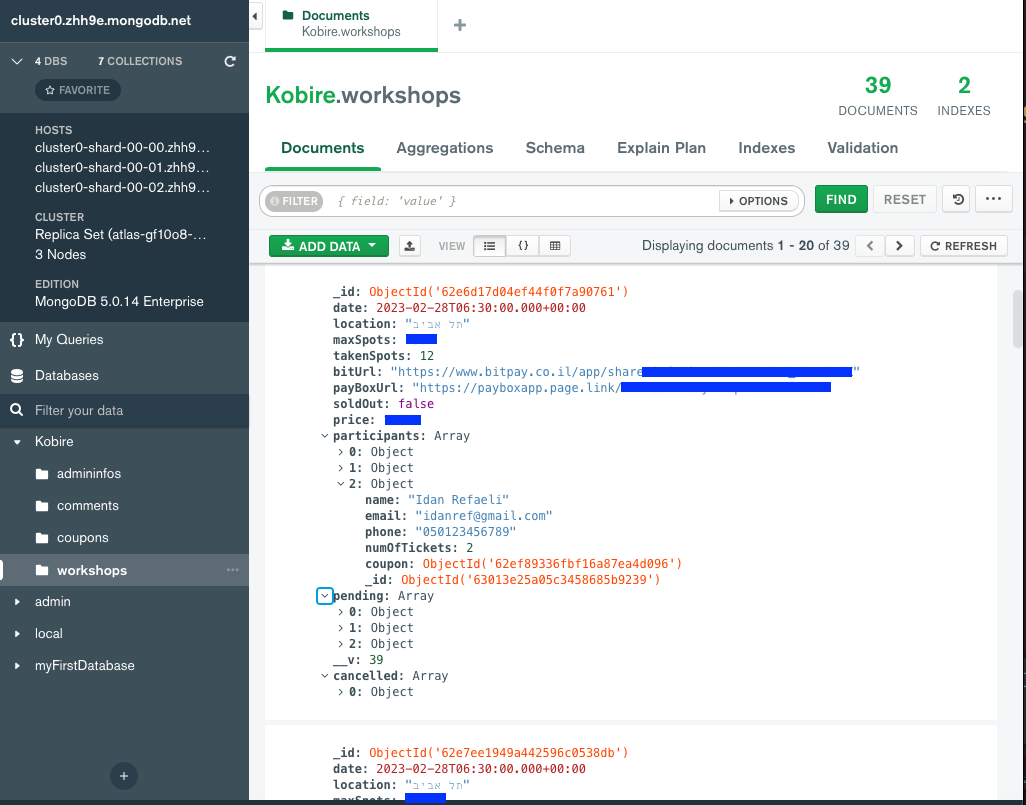 cluster0.zhh9e.mongodb.net
4 DBS 7 COLLECTIONS
FAVORITE
HOSTS
cluster0-shard-00-00.zhh9...
cluster0-shard-00-01.zhh9...
cluster0-shard-00-02.zhh9...
CLUSTER
Replica Set (atlas-gf10o8-...
3 Nodes
EDITION
MongoDB 5.0.14 Enterprise
{} My Queries
Databases
Filter your data
Kobire
admininfos
comments
coupons
workshops ...
admin
local
myFirstDatabase
+
Documents
Kobire.workshops
+
Kobire.workshops
39
DOCUMENTS
2
INDEXES
Documents Aggregations Schema Explain Plan Indexes Validation
FILTER { field: 'value' } OPTIONS FIND RESET ...
ADD DATA VIEW {} Displaying documents 1 - 20 of 39 < > REFRESH
_id: ObjectId('62e6d17d04ef44f0f7a90761')
date: 2023-02-28T06:30:00.000+00:00
location: "תל אביב"
maxSpots:
takenSpots: 12
bitUrl: "https://www.bitpay.co.il/app/share"
payBoxUrl: "https://payboxapp.page.link/
soldOut: false
price:
participants: Array
0: Object
1: Object
2: Object
name: "Idan Refaeli"
email: "idanref@gmail.com"
phone: "050123456789"
numOfTickets: 2
coupon: ObjectId('62ef89336fbf16a87ea4d096')
_id: ObjectId('63013e25a05c3458685b9239')
pending: Array
0: Object
1: Object
2: Object
__v: 39
cancelled: Array
0: Object
_id: ObjectId('62e7ee1949a442596c0538db')
date: 2023-02-28T06:30:00.000+00:00
location: "תל אביב"
maxSpots: